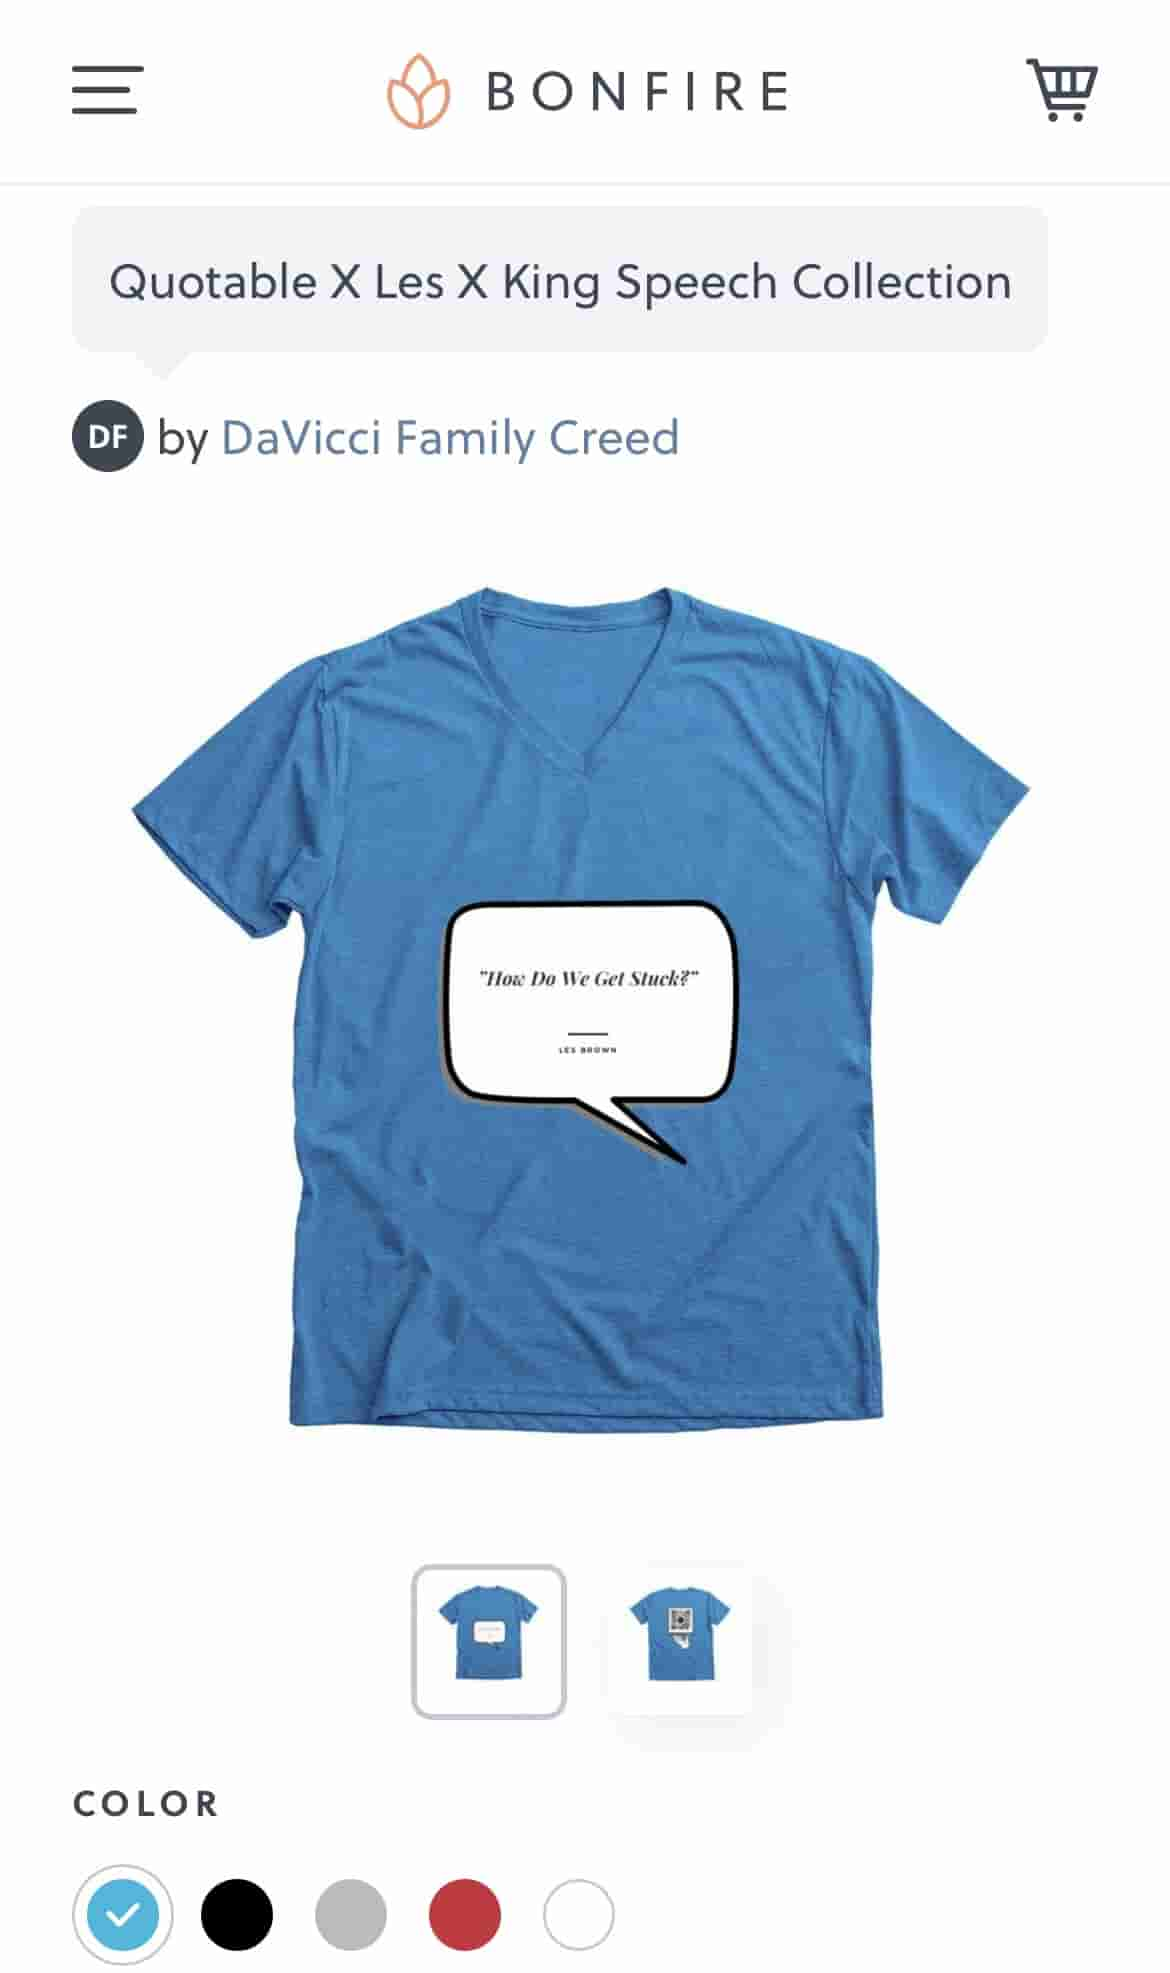 BONFIRE
Quotable X Les X King Speech Collection
DF by DaVicci Family Creed
"How Do We Get Stuck?"
LES BROWN
COLOR